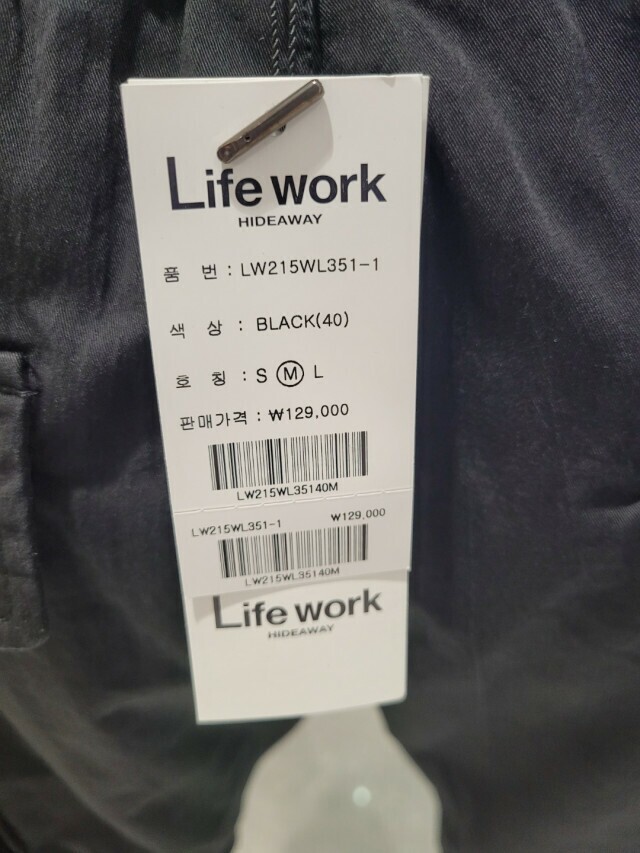 Life work
HIDEAWAY
품 번 : LW215WL351-1
색 상 : BLACK(40)
호 칭 : S M L
판매가격 : ₩129,000
LW215WL35140M
LW215WL351-1 ₩129,000
LW215WL35140M
Life work
HIDEAWAY